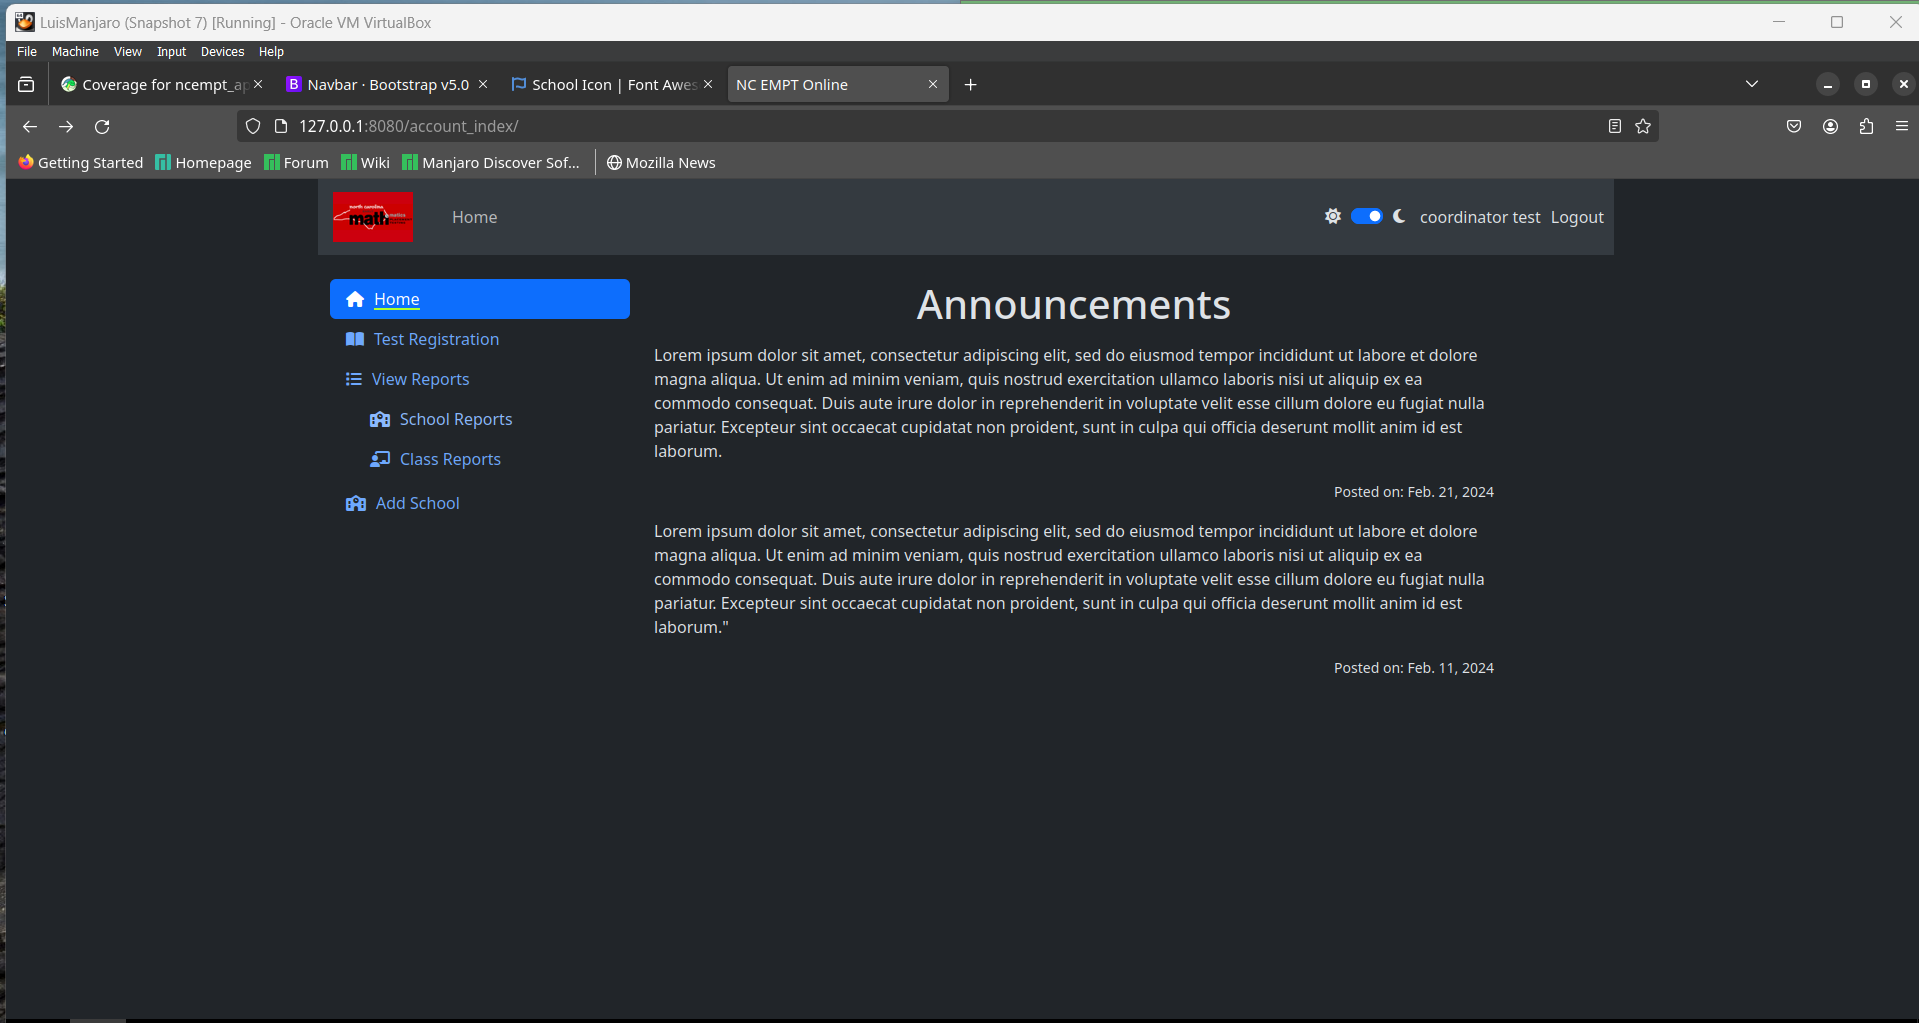 LuisManjaro (Snapshot 7) [Running] - Oracle VM VirtualBox
File Machine View Input Devices Help
Coverage for ncempt_ap
B Navbar · Bootstrap v5.0
School Icon | Font Awes
NC EMPT Online
127.0.0.1:8080/account_index/
Getting Started Homepage Forum Wiki Manjaro Discover Sof... Mozilla News
north carolina
math
Home
coordinator test Logout
Home
Test Registration
View Reports
School Reports
Class Reports
Add School
Announcements
Lorem ipsum dolor sit amet, consectetur adipiscing elit, sed do eiusmod tempor incididunt ut labore et dolore
magna aliqua. Ut enim ad minim veniam, quis nostrud exercitation ullamco laboris nisi ut aliquip ex ea
commodo consequat. Duis aute irure dolor in reprehenderit in voluptate velit esse cillum dolore eu fugiat nulla
pariatur. Excepteur sint occaecat cupidatat non proident, sunt in culpa qui officia deserunt mollit anim id est
laborum.
Posted on: Feb. 21, 2024
Lorem ipsum dolor sit amet, consectetur adipiscing elit, sed do eiusmod tempor incididunt ut labore et dolore
magna aliqua. Ut enim ad minim veniam, quis nostrud exercitation ullamco laboris nisi ut aliquip ex ea
commodo consequat. Duis aute irure dolor in reprehenderit in voluptate velit esse cillum dolore eu fugiat nulla
pariatur. Excepteur sint occaecat cupidatat non proident, sunt in culpa qui officia deserunt mollit anim id est
laborum."
Posted on: Feb. 11, 2024